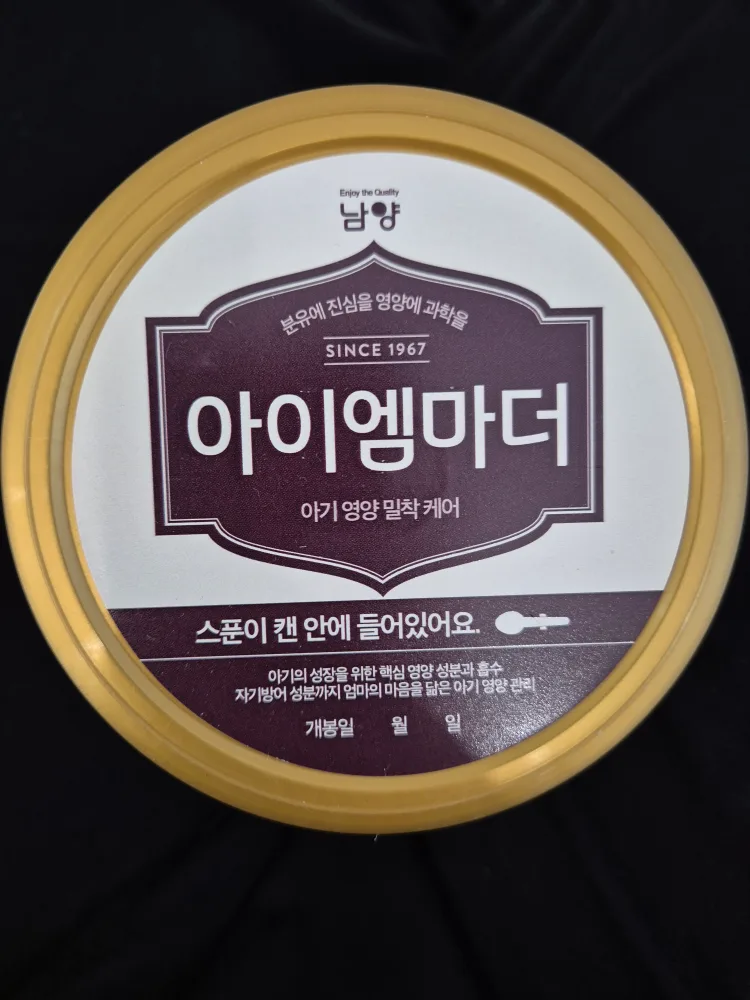 Enjoy the Quality
남양
분유에 진심을 영양에 과학을
SINCE 1967
아이엠마더
아기 영양 밀착 케어
스푼이 캔 안에 들어있어요.
아기의 성장을 위한 핵심 영양 성분과 흡수
자기방어 성분까지 엄마의 마음을 닮은 아기 영양 관리
개봉일 월 일